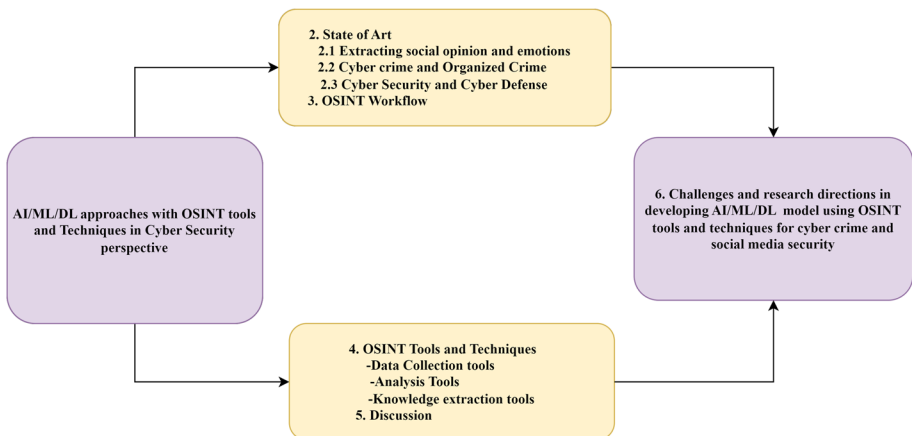 2. State of Art
2.1 Extracting social opinion and emotions
2.2 Cyber crime and Organized Crime
2.3 Cyber Security and Cyber Defense
3. OSINT Workflow
AI/ML/DL approaches with OSINT tools
and Techniques in Cyber Security
perspective
6. Challenges and research directions in
developing AI/ML/DL model using OSINT
tools and techniques for cyber crime and
social media security
4. OSINT Tools and Techniques
-Data Collection tools
-Analysis Tools
-Knowledge extraction tools
5. Discussion